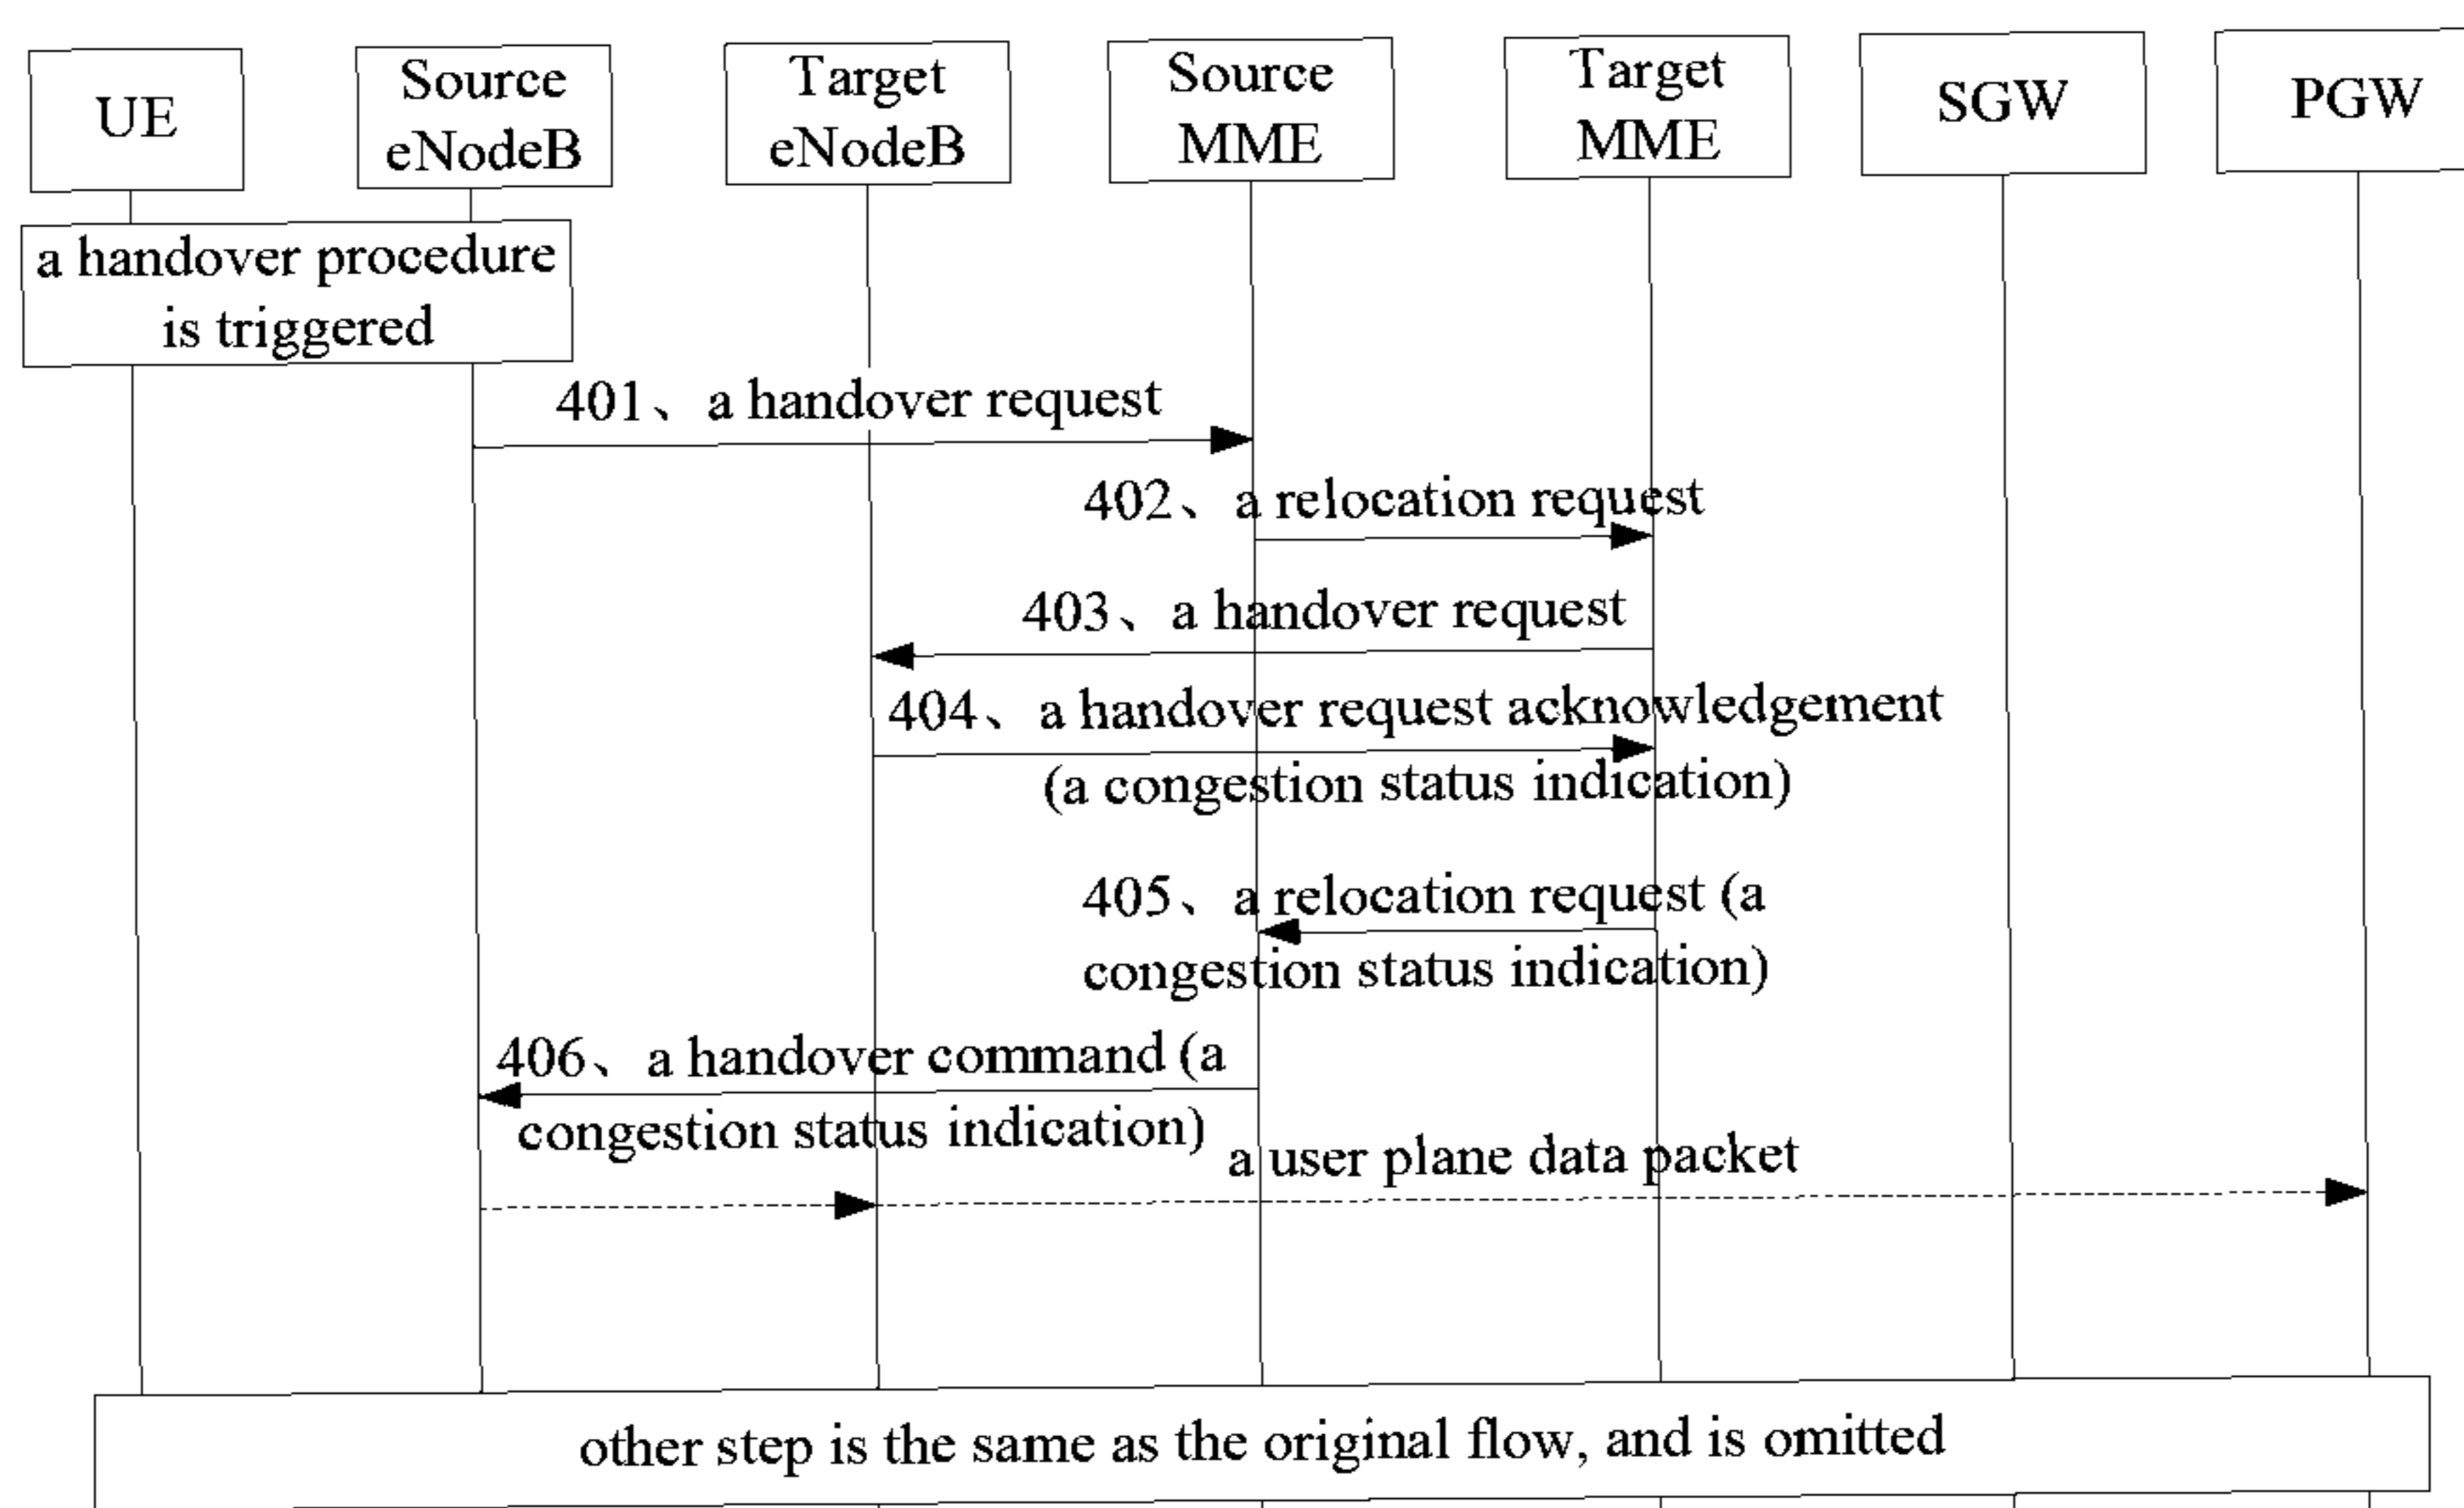 UE
Source
eNodeB
Target
eNodeB
Source
MME
Target
MME
SGW
PGW
a handover procedure
is triggered
401、a handover request
402、a relocation request
403、a handover request
404、a handover request acknowledgement
(a congestion status indication)
405、a relocation request (a
congestion status indication)
406、a handover command (a
congestion status indication)
a user plane data packet
other step is the same as the original flow, and is omitted